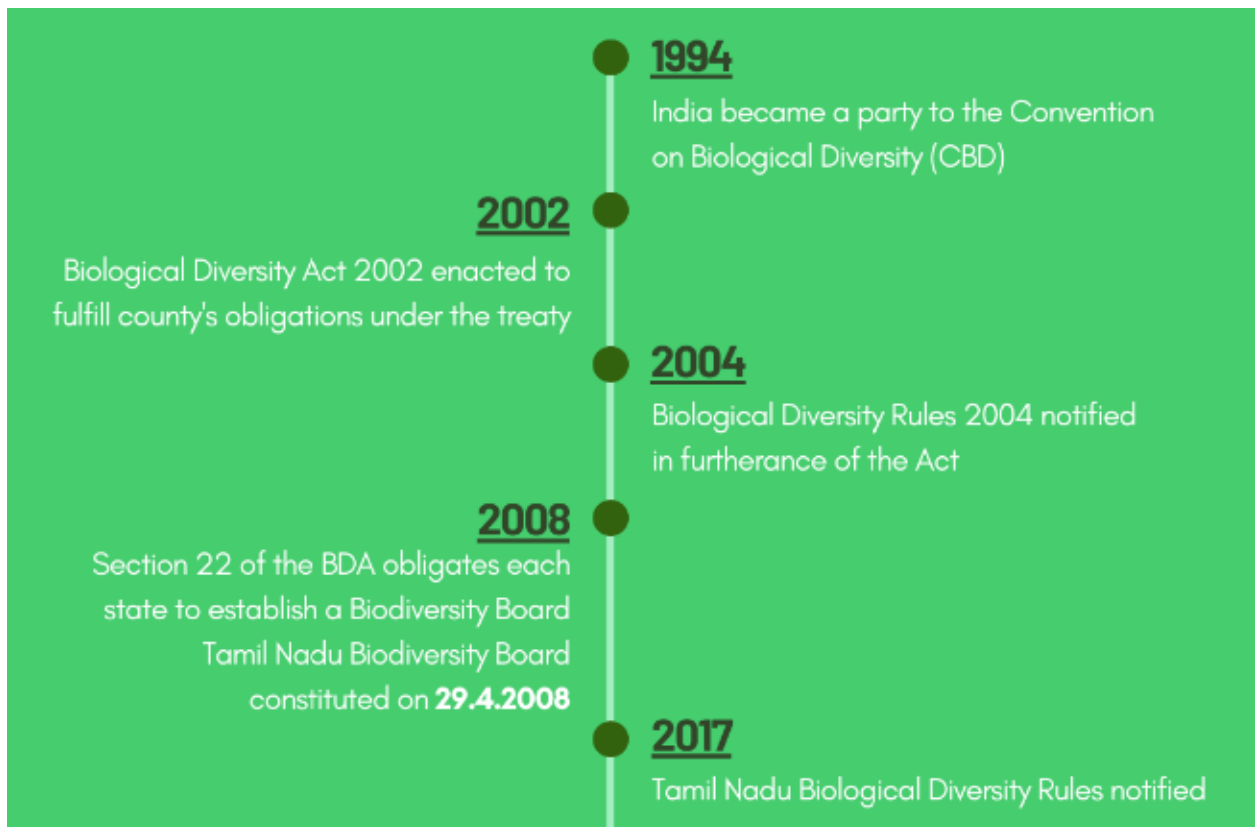 1994
India became a party to the Convention
on Biological Diversity (CBD)
2002
Biological Diversity Act 2002 enacted to
fulfill county's obligations under the treaty
2004
Biological Diversity Rules 2004 notified
in furtherance of the Act
2008
Section 22 of the BDA obligates each
state to establish a Biodiversity Board
Tamil Nadu Biodiversity Board
constituted on 29.4.2008
2017
Tamil Nadu Biological Diversity Rules notified